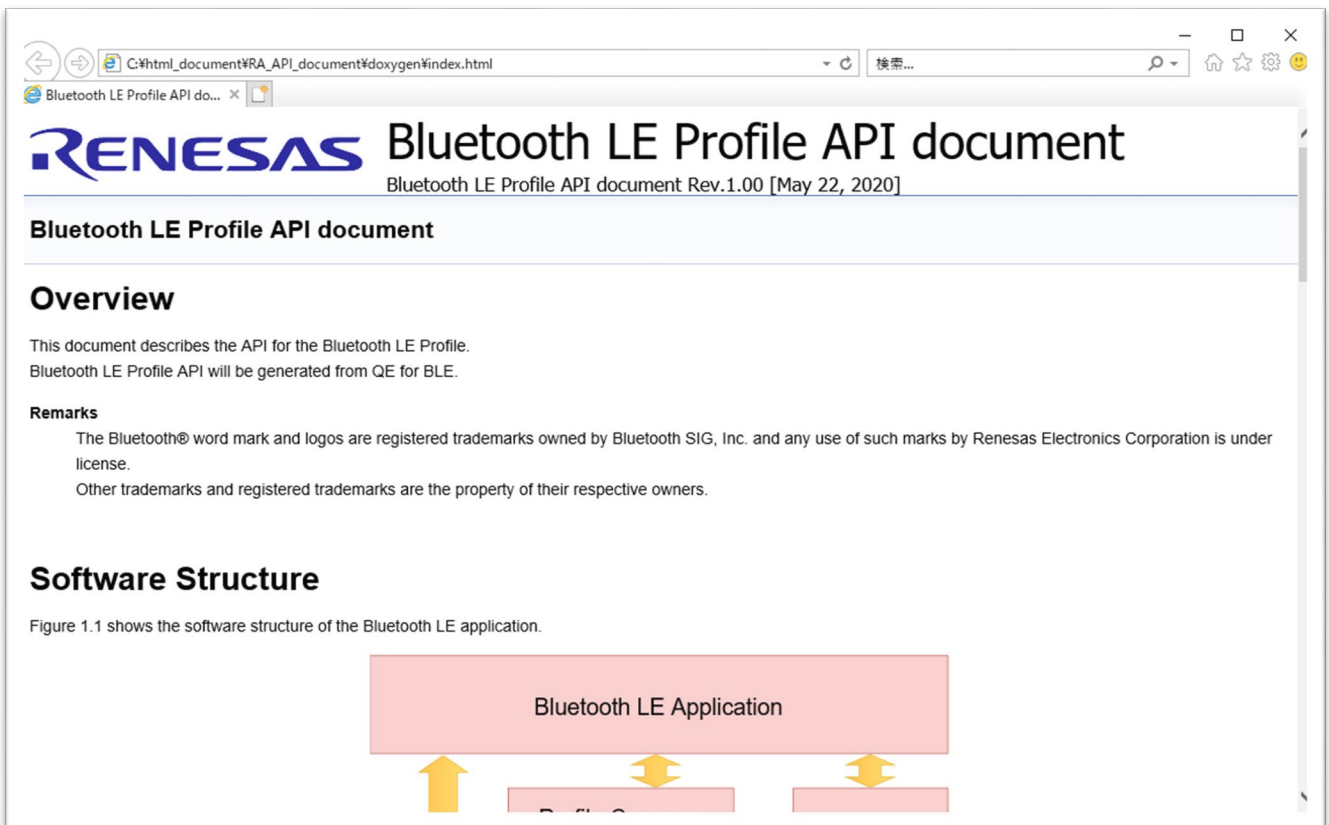 C:¥html_document¥RA_API_document¥doxygen¥index.html
検索...
Bluetooth LE Profile API do...
RENESAS
Bluetooth LE Profile API document
Bluetooth LE Profile API document Rev.1.00 [May 22, 2020]
Bluetooth LE Profile API document
Overview
This document describes the API for the Bluetooth LE Profile.
Bluetooth LE Profile API will be generated from QE for BLE.
Remarks
The Bluetooth® word mark and logos are registered trademarks owned by Bluetooth SIG, Inc. and any use of such marks by Renesas Electronics Corporation is under
license.
Other trademarks and registered trademarks are the property of their respective owners.
Software Structure
Figure 1.1 shows the software structure of the Bluetooth LE application.
Bluetooth LE Application